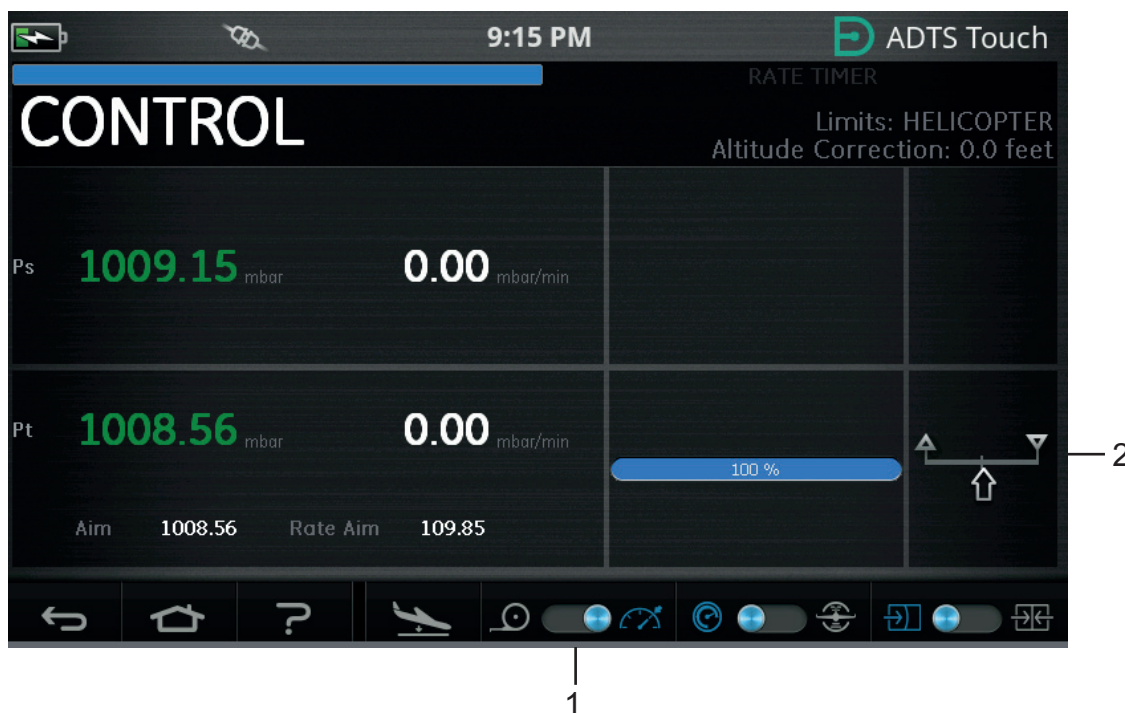 9:15 PM
ADTS Touch
RATE TIMER
CONTROL
Limits: HELICOPTER
Altitude Correction: 0.0 feet
Ps 1009.15 mbar 0.00 mbar/min
Pt 1008.56 mbar 0.00 mbar/min
100 %
Aim 1008.56 Rate Aim 109.85
2
1